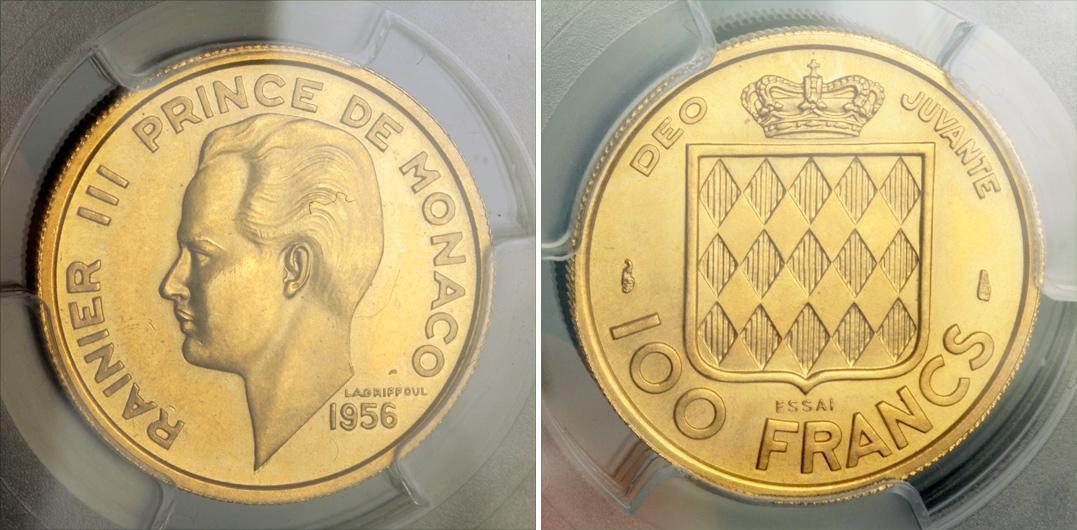 RAINIER III PRINCE DE MONACO
LAGRIFFOUL
1956
DEO JUVANTE
ESSAI
100 FRANCS